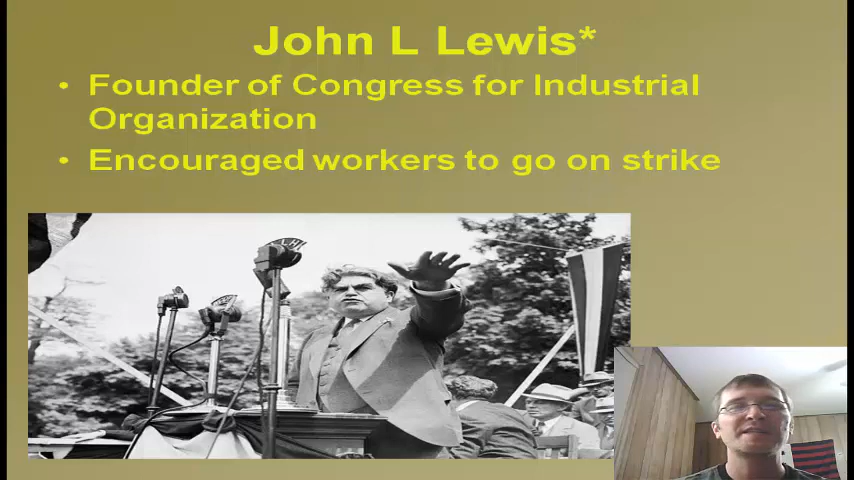 John L Lewis*
• Founder of Congress for Industrial
Organization
• Encouraged workers to go on strike